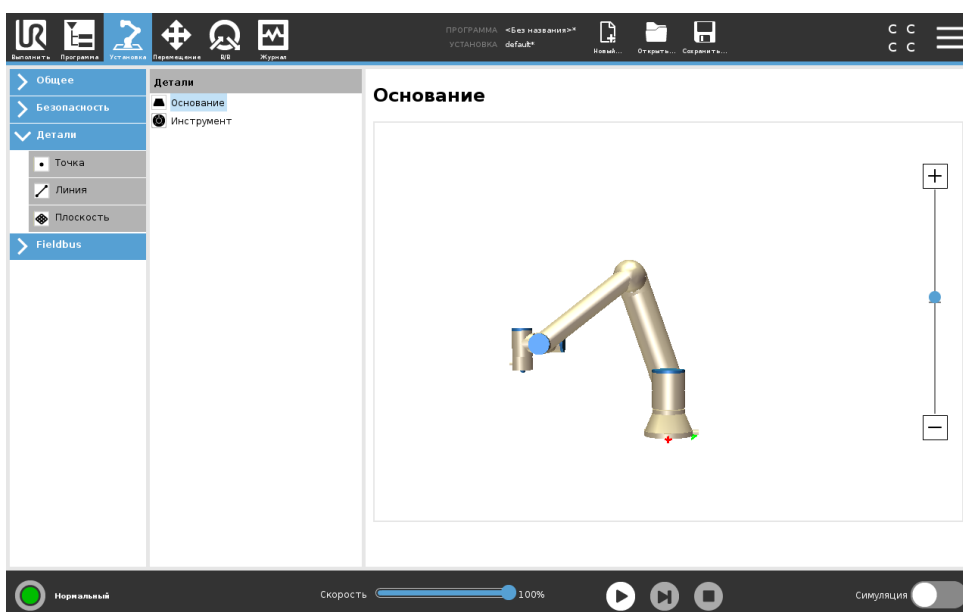 ПРОГРАММА <Без названия>*
УСТАНОВКА default*
UR
Выполнить Программа Установка Перемещение В/В Журнал
Новый... Открыть... Сохранить...
C C
C C
Общее
Безопасность
Детали
Точка
Линия
Плоскость
Fieldbus
Детали
Основание
Инструмент
Основание
Нормальный
Скорость 100%
Симуляция